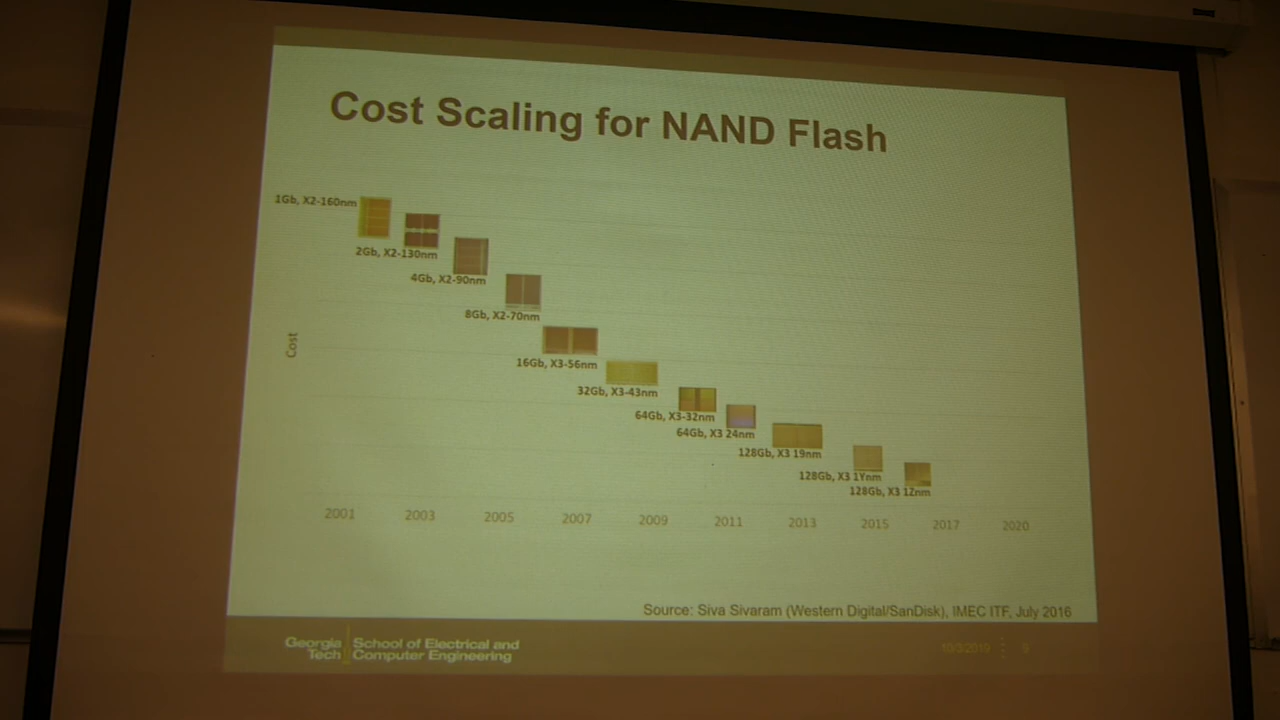 Cost Scaling for NAND Flash
1Gb, X2-160nm
2Gb, X2-130nm
4Gb, X2-90nm
8Gb, X2-70nm
16Gb, X3-56nm
32Gb, X3-43nm
64Gb, X3-32nm
64Gb, X3 24nm
128Gb, X3 19nm
128Gb, X3 1Ynm
128Gb, X3 1Znm
Cost
2001 2003 2005 2007 2009 2011 2013 2015 2017 2020
Source: Siva Sivaram (Western Digital/SanDisk), IMEC ITF, July 2016
Georgia Tech
School of Electrical and
Computer Engineering
10/3/2019